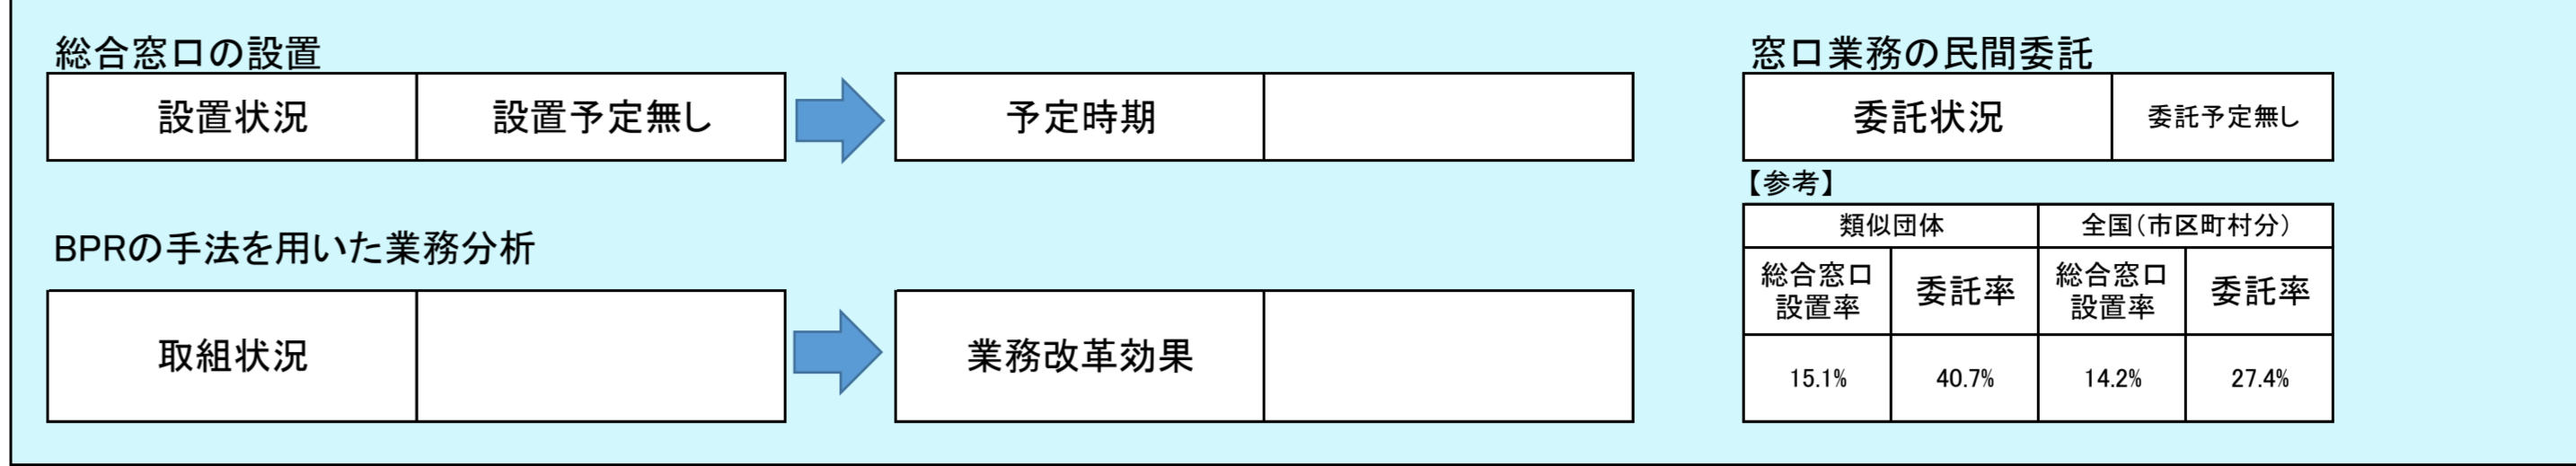 総合窓口の設置
設置状況 設置予定無し 予定時期
BPRの手法を用いた業務分析
取組状況 業務改革効果
窓口業務の民間委託
委託状況 委託予定無し
【参考】
類似団体 全国(市区町村分)
総合窓口
設置率 委託率 総合窓口
設置率 委託率
15.1% 40.7% 14.2% 27.4%